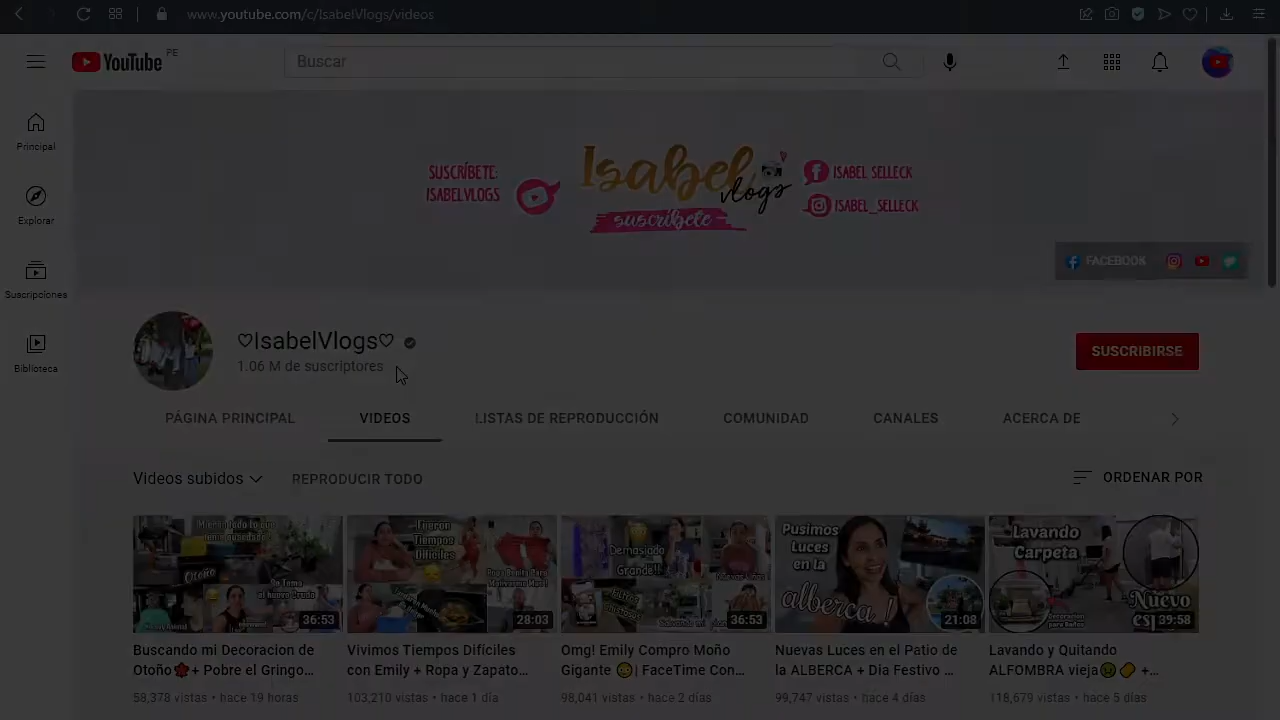 www.youtube.com/c/IsabelVlogs/videos
YouTube PE
Buscar
Principal
Explorar
Suscripciones
Biblioteca
SUSCRÍBETE:
ISABELVLOGS
Isabel
vlogs
suscríbete
ISABEL SELLECK
ISABEL_SELLECK
FACEBOOK
♡IsabelVlogs♡
1.06 M de suscriptores
SUSCRIBIRSE
PÁGINA PRINCIPAL
VIDEOS
LISTAS DE REPRODUCCIÓN
COMUNIDAD
CANALES
ACERCA DE
Videos subidos
REPRODUCIR TODO
ORDENAR POR
Otoño
36:53
Fueron
Tiempos
Difíciles
28:03
Demasiado
Grande!!
36:53
Pusimos
Luces
en la
alberca!
21:08
Lavando
Carpeta
Nuevo
39:58
Buscando mi Decoracion de
Otoño🍁+ Pobre el Gringo...
58,378 vistas • hace 19 horas
Vivimos Tiempos Difíciles
con Emily + Ropa y Zapato...
103,210 vistas • hace 1 día
Omg! Emily Compro Moño
Gigante 😳| FaceTime Con...
98,041 vistas • hace 2 días
Nuevas Luces en el Patio de
la ALBERCA + Dia Festivo ...
99,747 vistas • hace 4 días
Lavando y Quitando
ALFOMBRA vieja🤢🧽 +...
118,679 vistas • hace 5 días